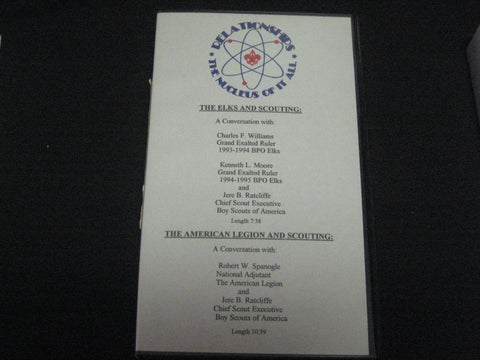 RELATIONSHIPS
• THE NUCLEUS OF IT ALL •
THE ELKS AND SCOUTING:
A Conversation with:
Charles F. Williams
Grand Exalted Ruler
1993-1994 BPO Elks
Kenneth L. Moore
Grand Exalted Ruler
1994-1995 BPO Elks
and
Jere B. Ratcliffe
Chief Scout Executive
Boy Scouts of America
Length 7:38
THE AMERICAN LEGION AND SCOUTING:
A Conversation with:
Robert W. Spanogle
National Adjutant
The American Legion
and
Jere B. Ratcliffe
Chief Scout Executive
Boy Scouts of America
Length 10:39